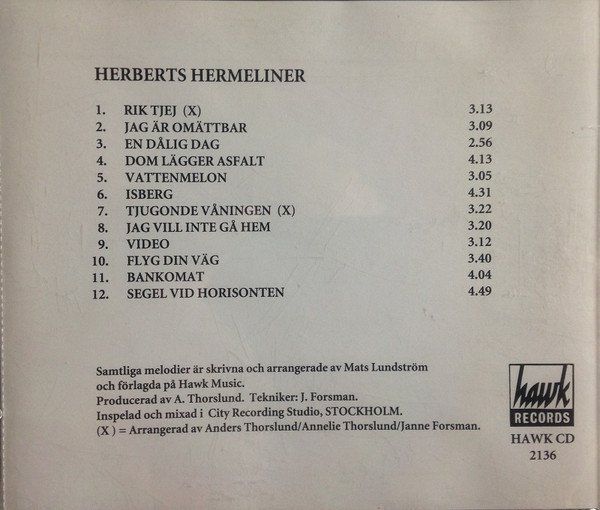 HERBERTS HERMELINER
1. RIK TJEJ (X) 3.13
2. JAG ÄR OMÄTTBAR 3.09
3. EN DÅLIG DAG 2.56
4. DOM LÄGGER ASFALT 4.13
5. VATTENMELON 3.05
6. ISBERG 4.31
7. TJUGONDE VÅNINGEN (X) 3.22
8. JAG VILL INTE GÅ HEM 3.20
9. VIDEO 3.12
10. FLYG DIN VÄG 3.40
11. BANKOMAT 4.04
12. SEGEL VID HORISONTEN 4.49
Samtliga melodier är skrivna och arrangerade av Mats Lundström
och förlagda på Hawk Music.
Producerad av A. Thorslund. Tekniker: J. Forsman.
Inspelad och mixad i City Recording Studio, STOCKHOLM.
(X ) = Arrangerad av Anders Thorslund/Annelie Thorslund/Janne Forsman.
hawk
RECORDS
HAWK CD
2136